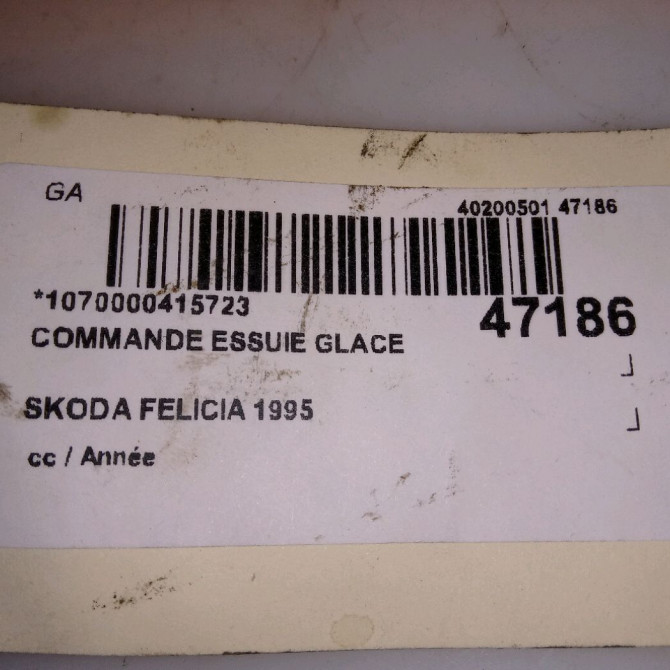 GA
40200501 47186
*1070000415723
47186
COMMANDE ESSUIE GLACE
SKODA FELICIA 1995
cc / Année